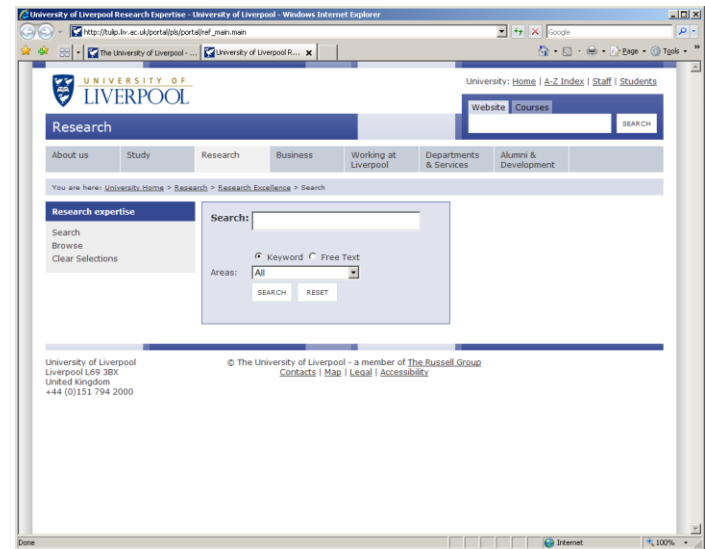 University of Liverpool Research Expertise - University of Liverpool - Windows Internet Explorer
http://tulip.liv.ac.uk/portal/pls/portal/ref_main.main
Google
The University of Liverpool - ...
University of Liverpool R...
Page
Tools
UNIVERSITY OF
LIVERPOOL
University: Home | A-Z Index | Staff | Students
Website Courses
SEARCH
Research
About us Study Research Business Working at Liverpool Departments & Services Alumni & Development
You are here: University Home > Research > Research Excellence > Search
Research expertise
Search
Browse
Clear Selections
Search:
Keyword Free Text
Areas: All
SEARCH RESET
University of Liverpool
Liverpool L69 3BX
United Kingdom
+44 (0)151 794 2000
© The University of Liverpool - a member of The Russell Group
Contacts | Map | Legal | Accessibility
Done
Internet
100%